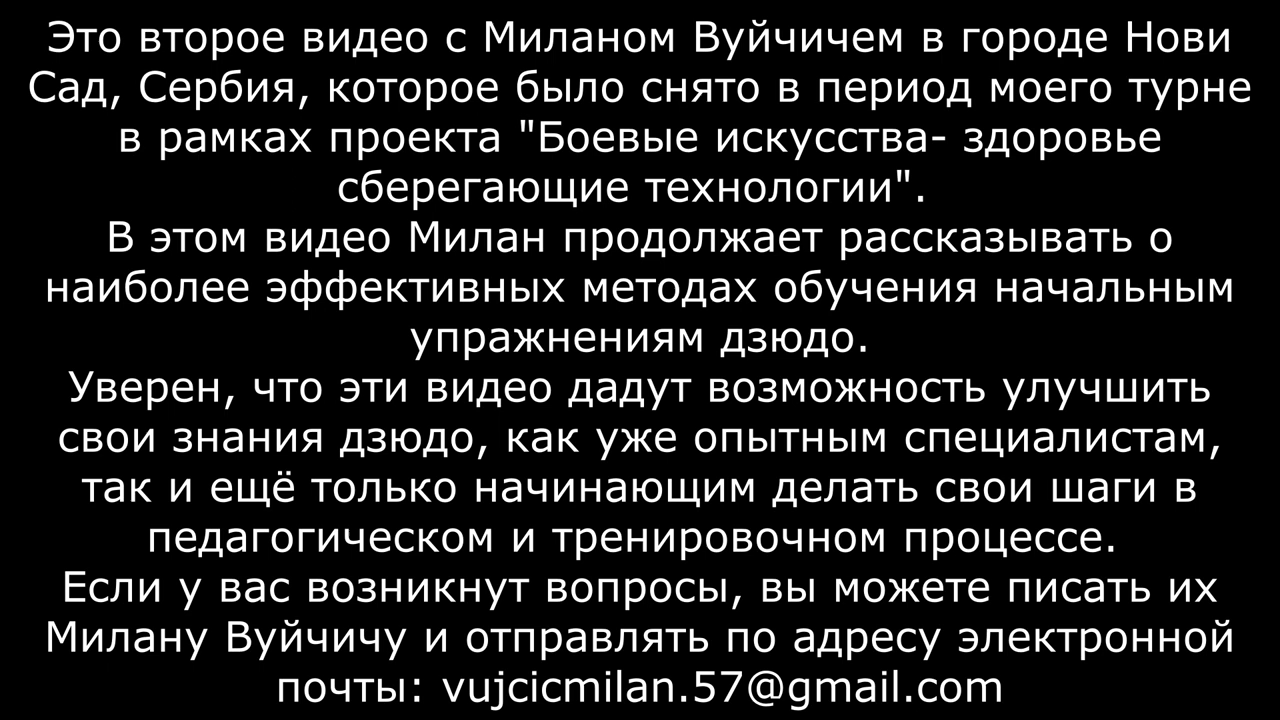 Это второе видео с Миланом Вуйчичем в городе Нови
Сад, Сербия, которое было снято в период моего турне
в рамках проекта "Боевые искусства- здоровье
сберегающие технологии".
В этом видео Милан продолжает рассказывать о
наиболее эффективных методах обучения начальным
упражнениям дзюдо.
Уверен, что эти видео дадут возможность улучшить
свои знания дзюдо, как уже опытным специалистам,
так и ещё только начинающим делать свои шаги в
педагогическом и тренировочном процессе.
Если у вас возникнут вопросы, вы можете писать их
Милану Вуйчичу и отправлять по адресу электронной
почты: vujcicmilan.57@gmail.com